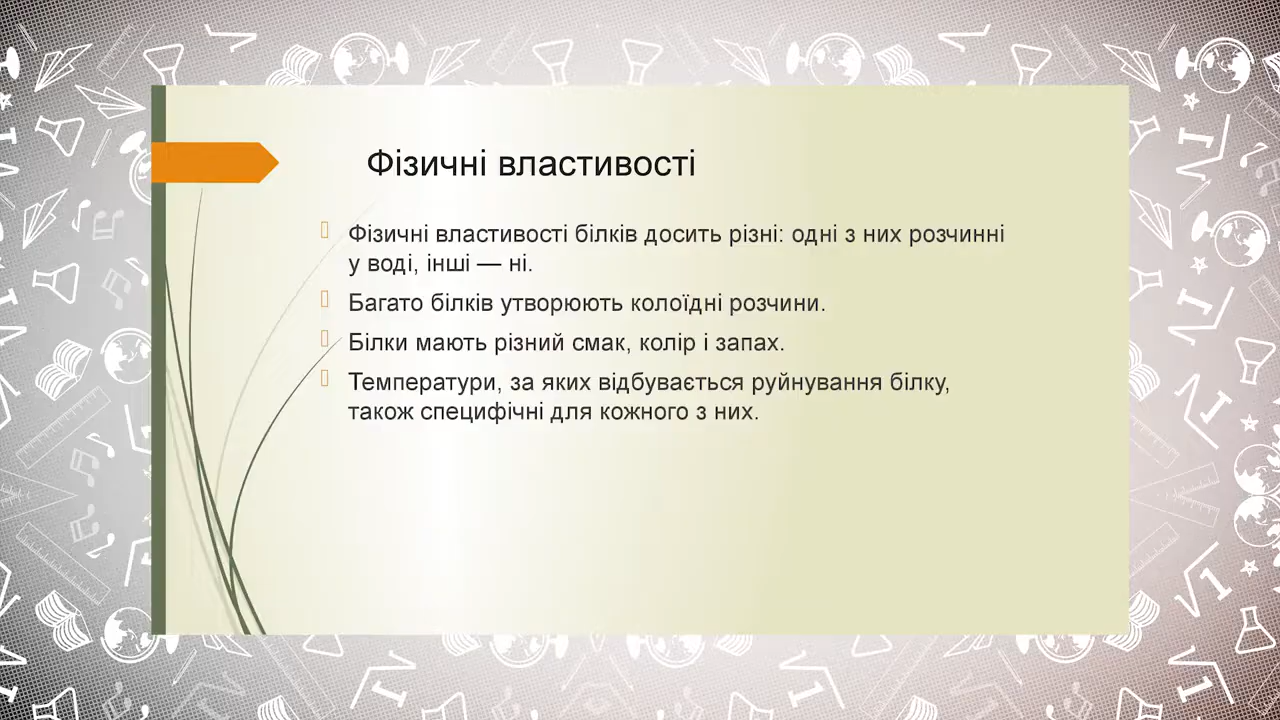 Фізичні властивості
Фізичні властивості білків досить різні: одні з них розчинні
у воді, інші — ні.
Багато білків утворюють колоїдні розчини.
Білки мають різний смак, колір і запах.
Температури, за яких відбувається руйнування білку,
також специфічні для кожного з них.